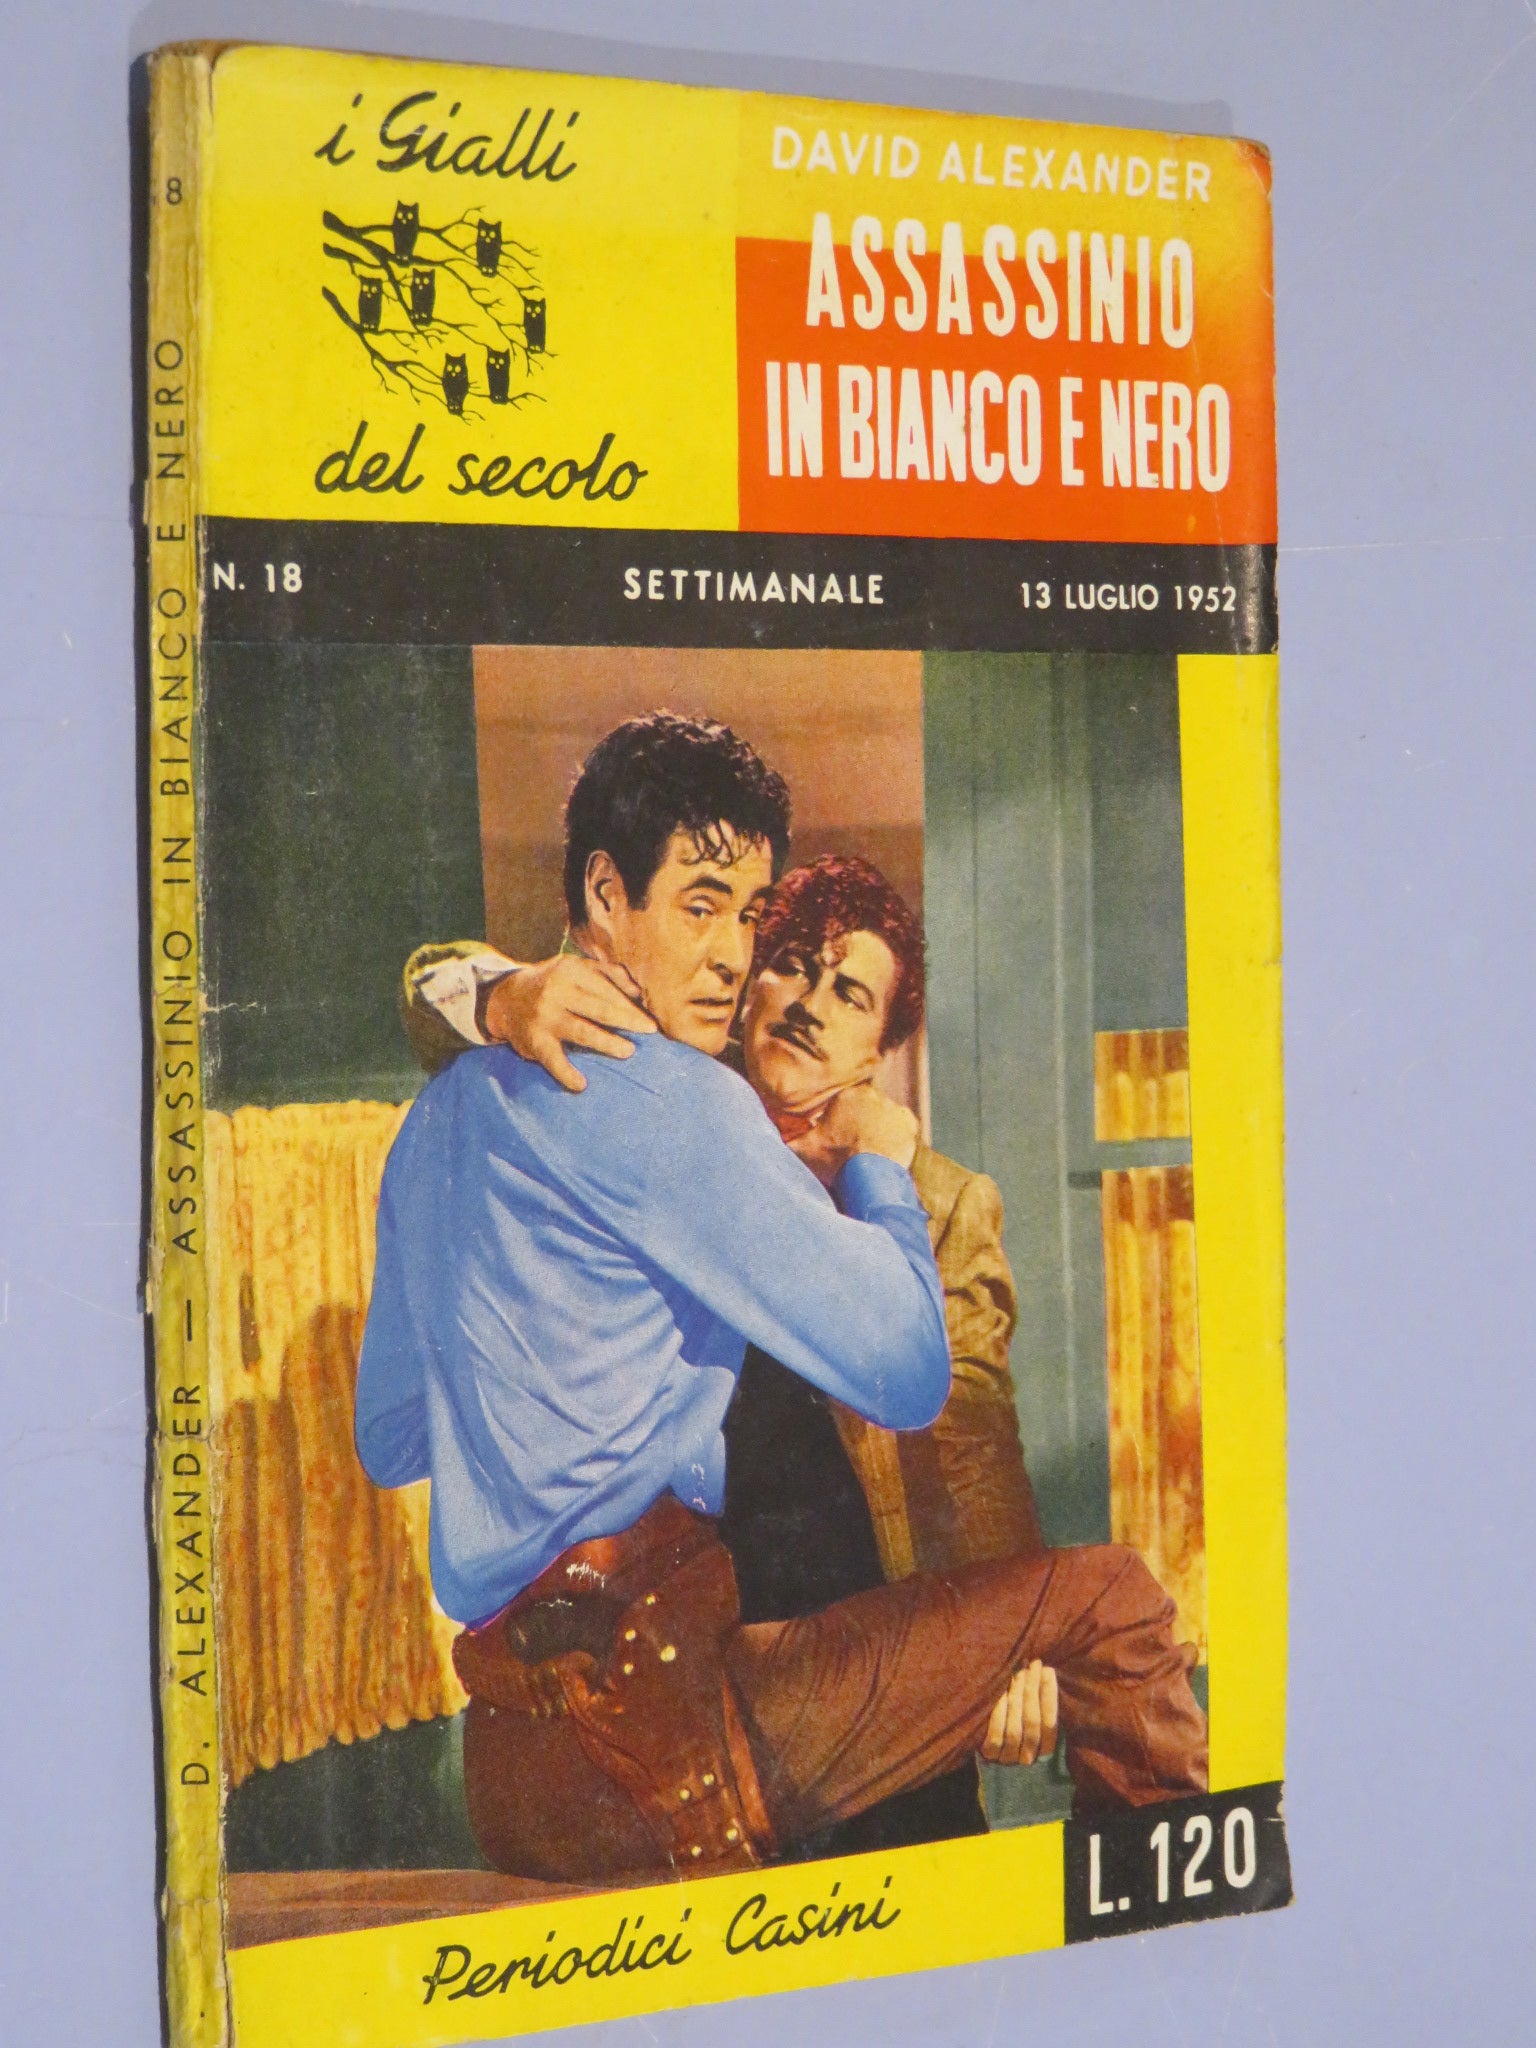 i Gialli
del secolo
DAVID ALEXANDER
ASSASSINIO
IN BIANCO E NERO
N. 18
SETTIMANALE
13 LUGLIO 1952
L. 120
Periodici Casini
D. ALEXANDER — ASSASSINIO IN BIANCO E NERO
8